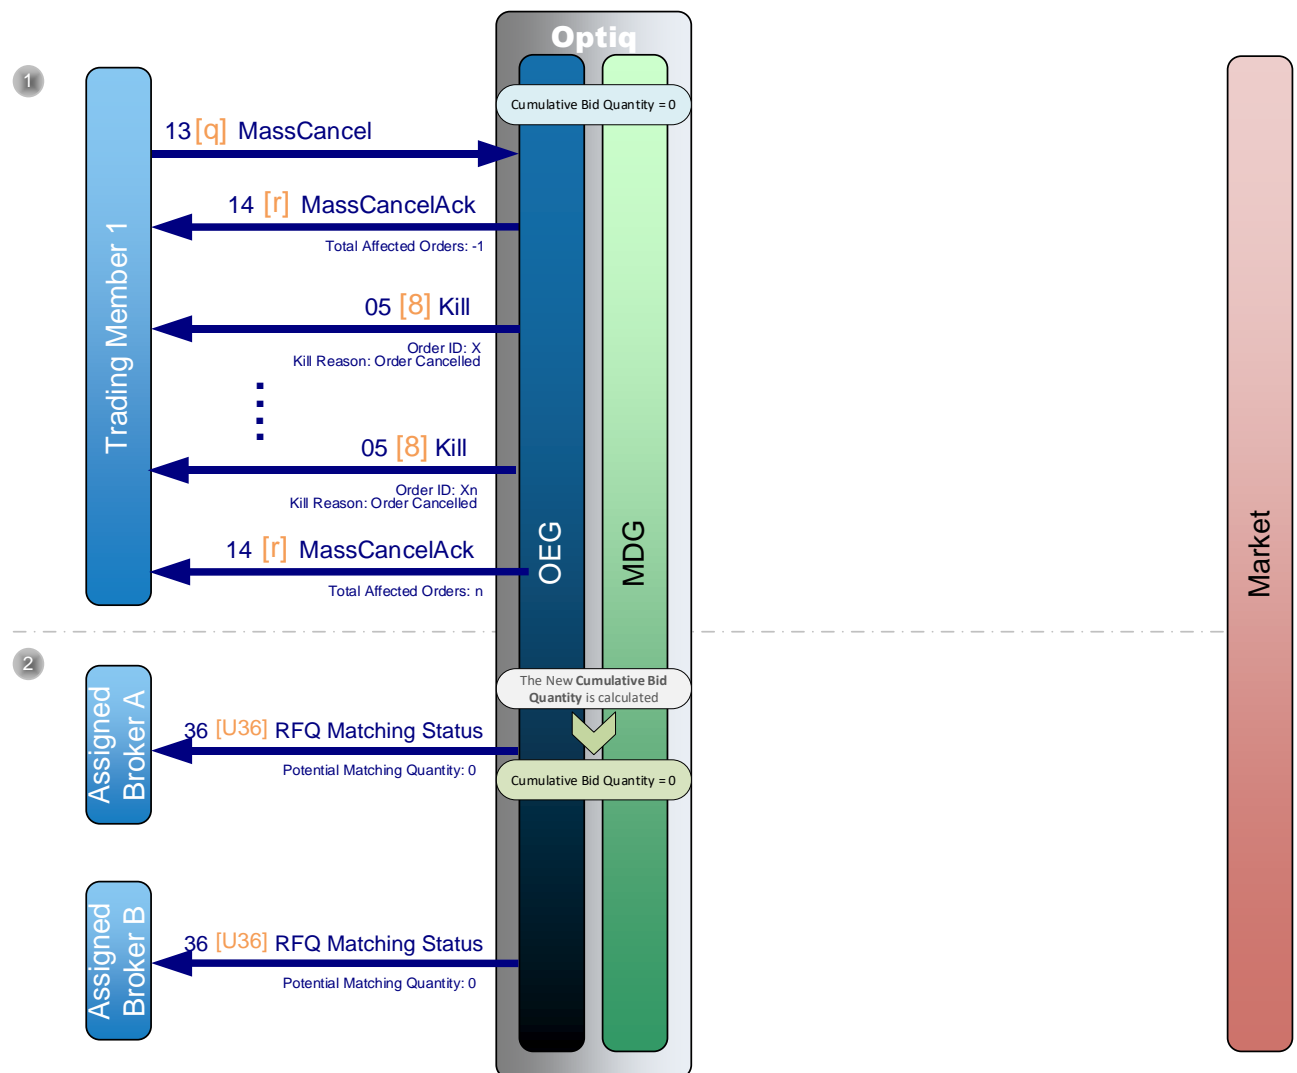 Optiq
1
Cumulative Bid Quantity = 0
13 [q] MassCancel
14 [r] MassCancelAck
Total Affected Orders: -1
05 [8] Kill
Order ID: X
Kill Reason: Order Cancelled
05 [8] Kill
Order ID: Xn
Kill Reason: Order Cancelled
14 [r] MassCancelAck
Total Affected Orders: n
Trading Member 1
OEG
MDG
Market
2
The New Cumulative Bid
Quantity is calculated
Assigned
Broker A
36 [U36] RFQ Matching Status
Potential Matching Quantity: 0
Cumulative Bid Quantity = 0
Assigned
Broker B
36 [U36] RFQ Matching Status
Potential Matching Quantity: 0